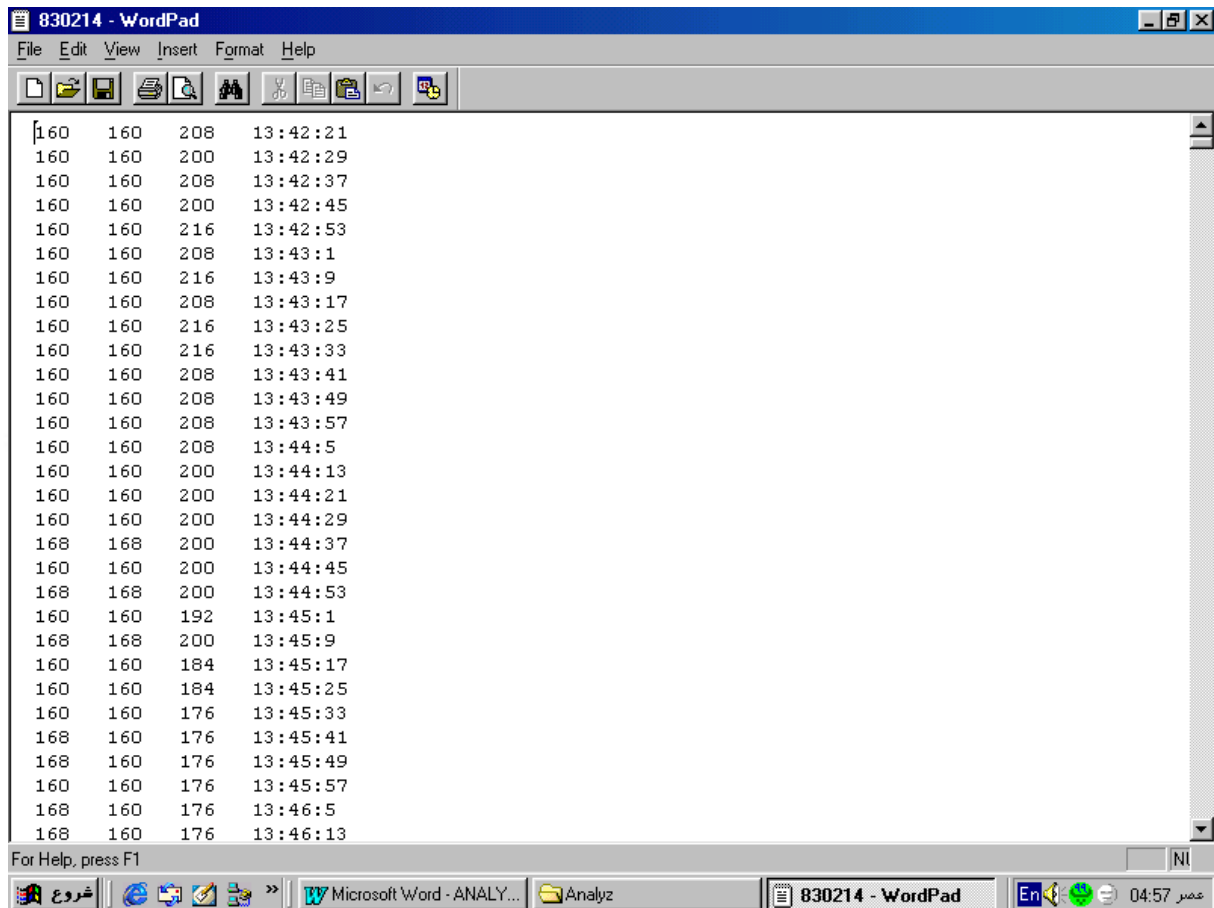 830214 - WordPad
File Edit View Insert Format Help
160 160 208 13:42:21
160 160 200 13:42:29
160 160 208 13:42:37
160 160 200 13:42:45
160 160 216 13:42:53
160 160 208 13:43:1
160 160 216 13:43:9
160 160 208 13:43:17
160 160 216 13:43:25
160 160 216 13:43:33
160 160 208 13:43:41
160 160 208 13:43:49
160 160 208 13:43:57
160 160 208 13:44:5
160 160 200 13:44:13
160 160 200 13:44:21
160 160 200 13:44:29
168 168 200 13:44:37
160 160 200 13:44:45
168 168 200 13:44:53
160 160 192 13:45:1
168 168 200 13:45:9
160 160 184 13:45:17
160 160 184 13:45:25
160 160 176 13:45:33
168 160 176 13:45:41
168 160 176 13:45:49
160 160 176 13:45:57
168 160 176 13:46:5
168 160 176 13:46:13
For Help, press F1 NU
شروع » Microsoft Word - ANALY... Analyz 830214 - WordPad En 04:57 عصر